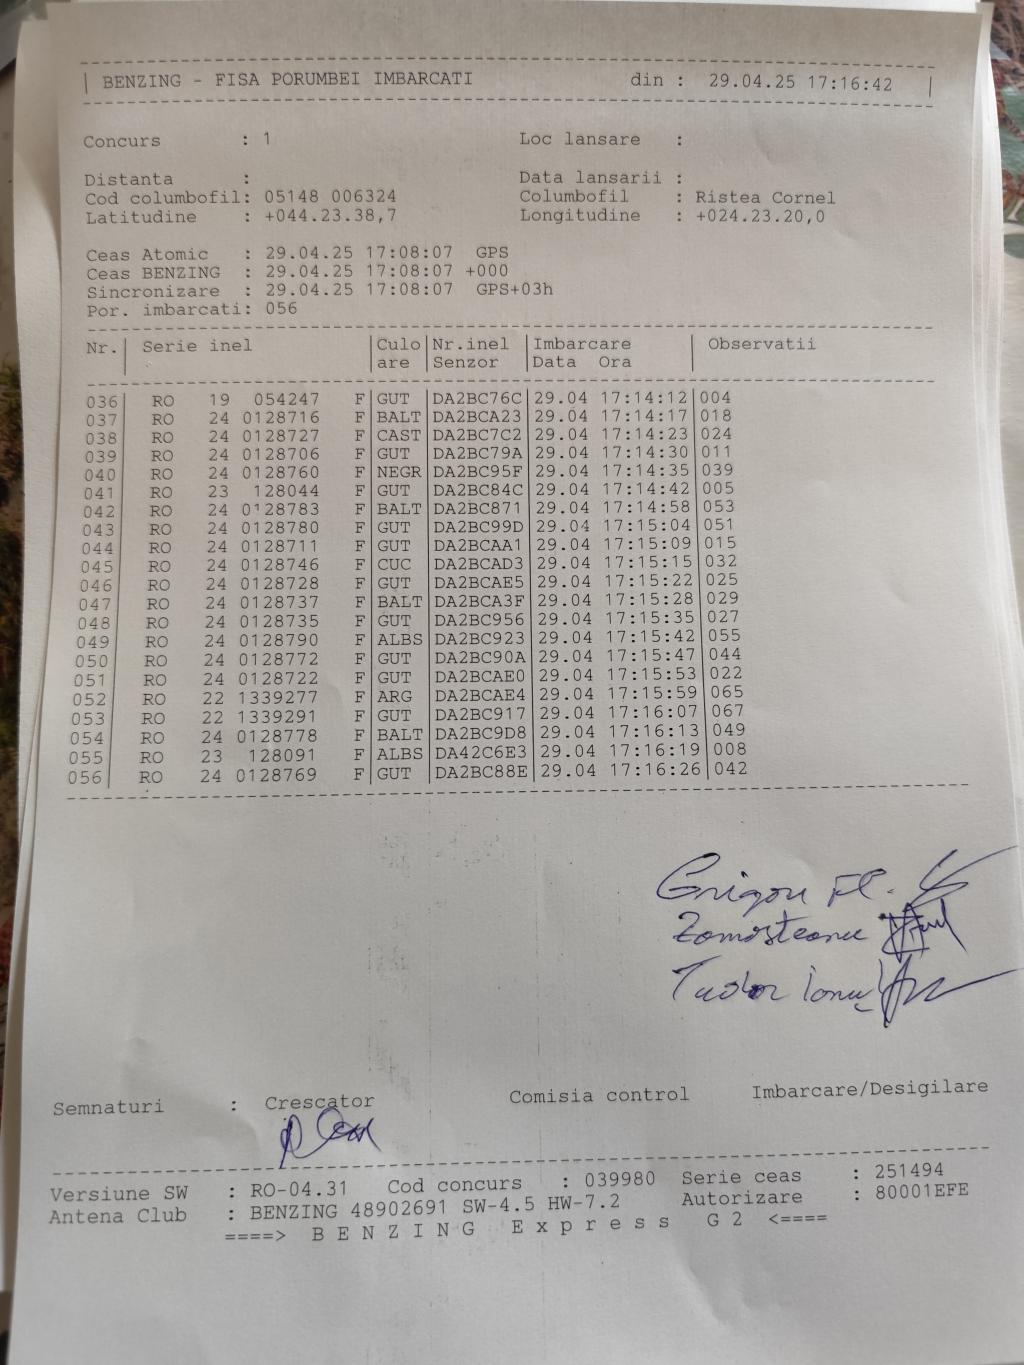 BENZING - FISA PORUMBEI IMBARCATI din : 29.04.25 17:16:42
Concurs : 1 Loc lansare :
Distanta : Data lansarii :
Cod columbofil: 05148 006324 Columbofil : Ristea Cornel
Latitudine : +044.23.38,7 Longitudine : +024.23.20,0
Ceas Atomic : 29.04.25 17:08:07 GPS
Ceas BENZING : 29.04.25 17:08:07 +000
Sincronizare : 29.04.25 17:08:07 GPS+03h
Por. imbarcati: 056
Nr. Serie inel Culo Nr.inel Imbarcare Observatii
are Senzor Data Ora
036 RO 19 054247 F GUT DA2BC76C 29.04 17:14:12 004
037 RO 24 0128716 F BALT DA2BCA23 29.04 17:14:17 018
038 RO 24 0128727 F CAST DA2BC7C2 29.04 17:14:23 024
039 RO 24 0128706 F GUT DA2BC79A 29.04 17:14:30 011
040 RO 24 0128760 F NEGR DA2BC95F 29.04 17:14:35 039
041 RO 23 128044 F GUT DA2BC84C 29.04 17:14:42 005
042 RO 24 0128783 F BALT DA2BC871 29.04 17:14:58 053
043 RO 24 0128780 F GUT DA2BC99D 29.04 17:15:04 051
044 RO 24 0128711 F GUT DA2BCAA1 29.04 17:15:09 015
045 RO 24 0128746 F CUC DA2BCAD3 29.04 17:15:15 032
046 RO 24 0128728 F GUT DA2BCAE5 29.04 17:15:22 025
047 RO 24 0128737 F BALT DA2BCA3F 29.04 17:15:28 029
048 RO 24 0128735 F GUT DA2BC956 29.04 17:15:35 027
049 RO 24 0128790 F ALBS DA2BC923 29.04 17:15:42 055
050 RO 24 0128772 F GUT DA2BC90A 29.04 17:15:47 044
051 RO 24 0128722 F GUT DA2BCAE0 29.04 17:15:53 022
052 RO 22 1339277 F ARG DA2BCAE4 29.04 17:15:59 065
053 RO 22 1339291 F GUT DA2BC917 29.04 17:16:07 067
054 RO 24 0128778 F BALT DA2BC9D8 29.04 17:16:13 049
055 RO 23 128091 F ALBS DA42C6E3 29.04 17:16:19 008
056 RO 24 0128769 F GUT DA2BC88E 29.04 17:16:26 042
Fl.
Zamosteanu
Tudor Ionuț
Semnaturi : Crescator Comisia control Imbarcare/Desigilare
Versiune SW : RO-04.31 Cod concurs : 039980 Serie ceas : 251494
Antena Club : BENZING 48902691 SW-4.5 HW-7.2 Autorizare : 80001EFE
====> B E N Z I N G E x p r e s s G 2 <====